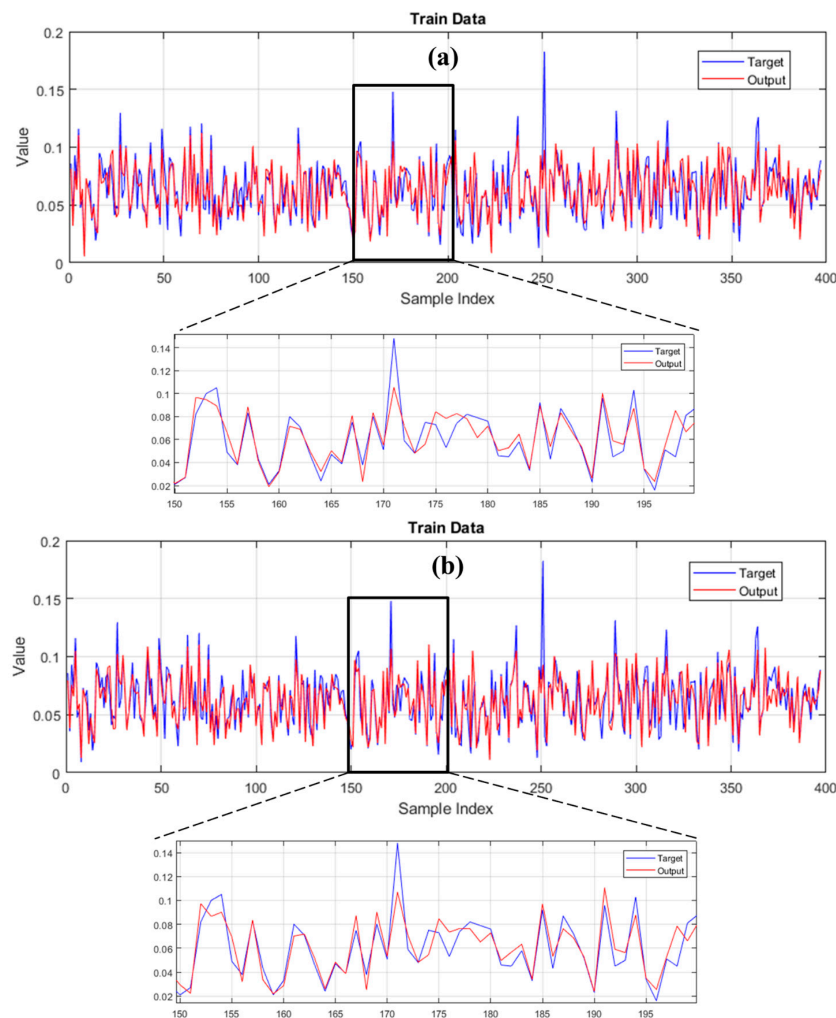 Train Data
(a)
Target
Output
Value
0.2
0.15
0.1
0.05
0
0 50 100 150 200 250 300 350 400
Sample Index
Target
Output
0.14
0.12
0.1
0.08
0.06
0.04
0.02
150 155 160 165 170 175 180 185 190 195
Train Data
(b)
Target
Output
Value
0.2
0.15
0.1
0.05
0
0 50 100 150 200 250 300 350 400
Sample Index
Target
Output
0.14
0.12
0.1
0.08
0.06
0.04
0.02
150 155 160 165 170 175 180 185 190 195